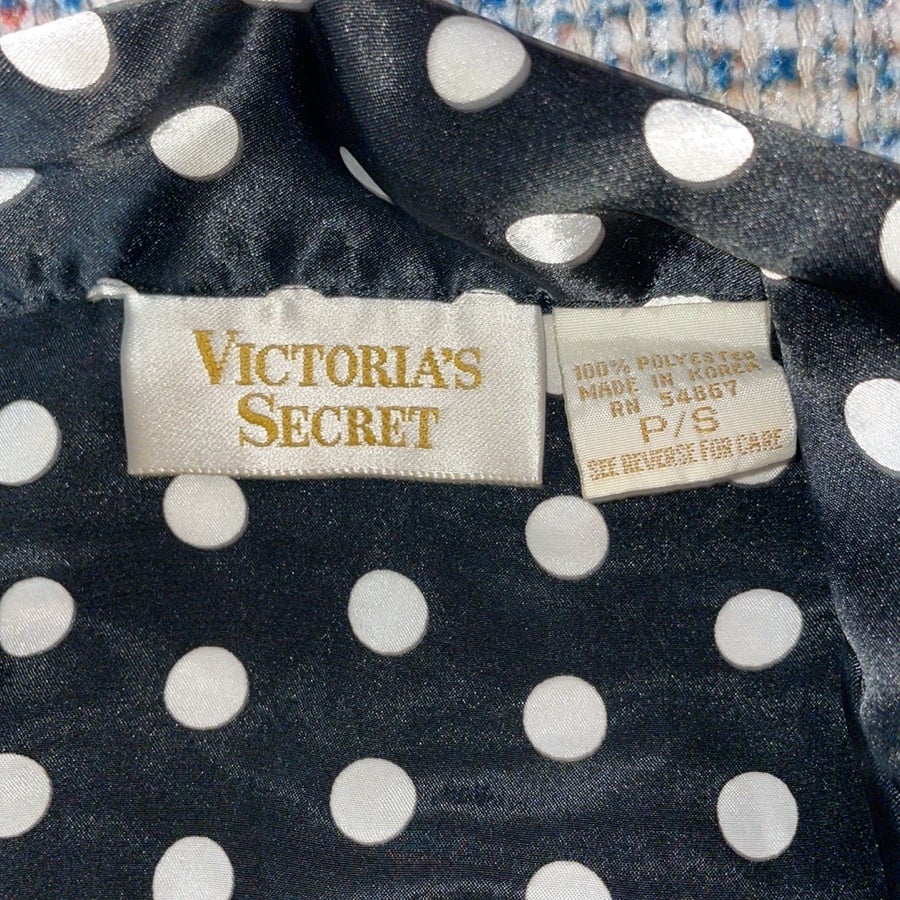 VICTORIA'S
SECRET
100% POLYESTER
MADE IN KOREA
RN 54867
P/S
SEE REVERSE FOR CARE